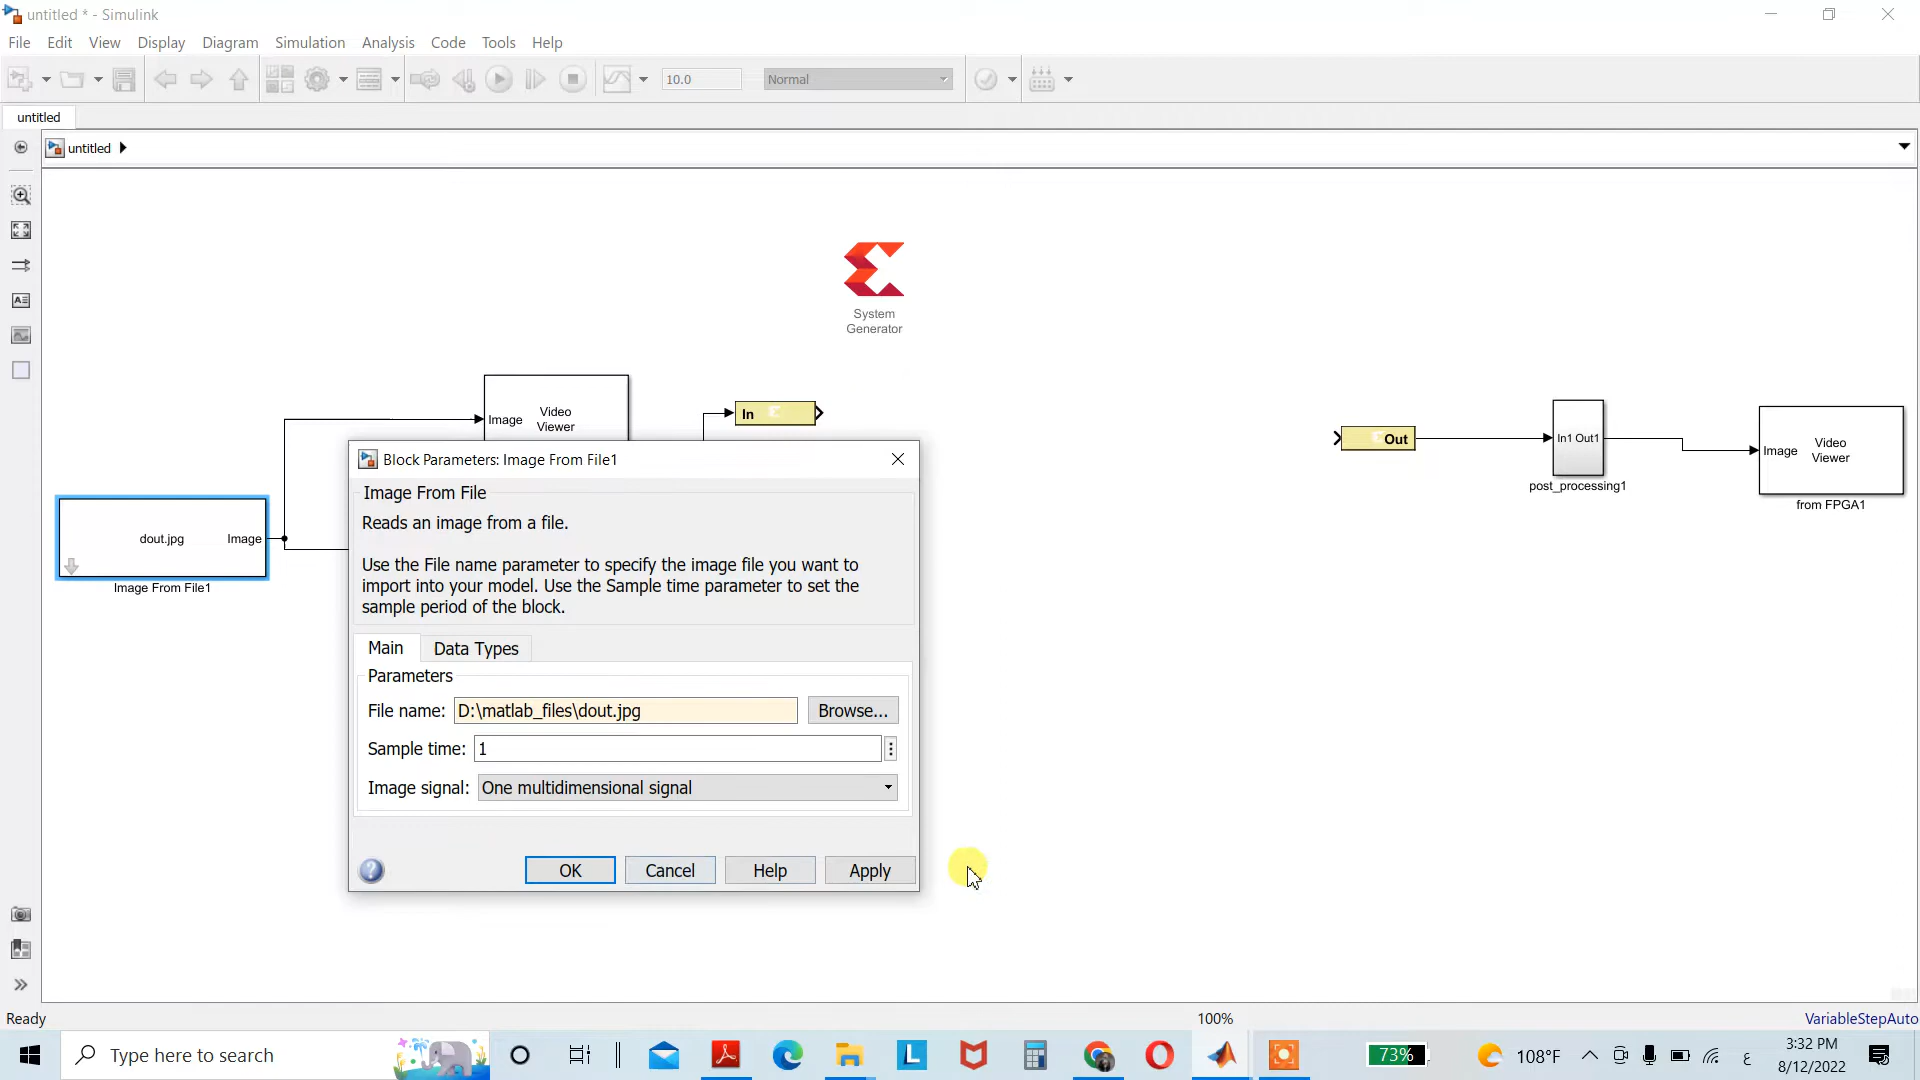 untitled * - Simulink
File Edit View Display Diagram Simulation Analysis Code Tools Help
10.0 Normal
untitled
untitled
System
Generator
Image Video
Viewer
In
Out
In1 Out1
post_processing1
Image Video
Viewer
from FPGA1
dout.jpg Image
Image From File1
Block Parameters: Image From File1
Image From File
Reads an image from a file.
Use the File name parameter to specify the image file you want to
import into your model. Use the Sample time parameter to set the
sample period of the block.
Main Data Types
Parameters
File name: D:\matlab_files\dout.jpg Browse...
Sample time: 1
Image signal: One multidimensional signal
OK Cancel Help Apply
Ready 100% VariableStepAuto
Type here to search
73% 108°F ع 3:32 PM
8/12/2022